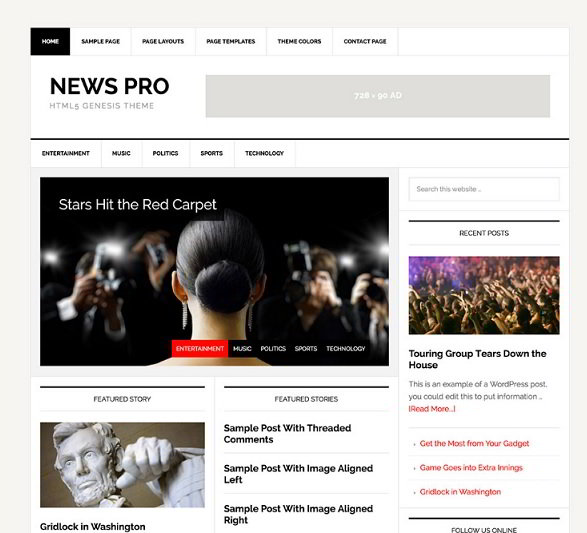 HOME SAMPLE PAGE PAGE LAYOUTS PAGE TEMPLATES THEME COLORS CONTACT PAGE
NEWS PRO
HTML5 GENESIS THEME
728 × 90 AD
ENTERTAINMENT MUSIC POLITICS SPORTS TECHNOLOGY
Stars Hit the Red Carpet
ENTERTAINMENT MUSIC POLITICS SPORTS TECHNOLOGY
FEATURED STORY
Gridlock in Washington
FEATURED STORIES
Sample Post With Threaded
Comments
Sample Post With Image Aligned
Left
Sample Post With Image Aligned
Right
Search this website ..
RECENT POSTS
Touring Group Tears Down the
House
This is an example of a WordPress post,
you could edit this to put information ..
[Read More...]
Get the Most from Your Gadget
Game Goes into Extra Innings
Gridlock in Washington
FOLLOW US ONLINE